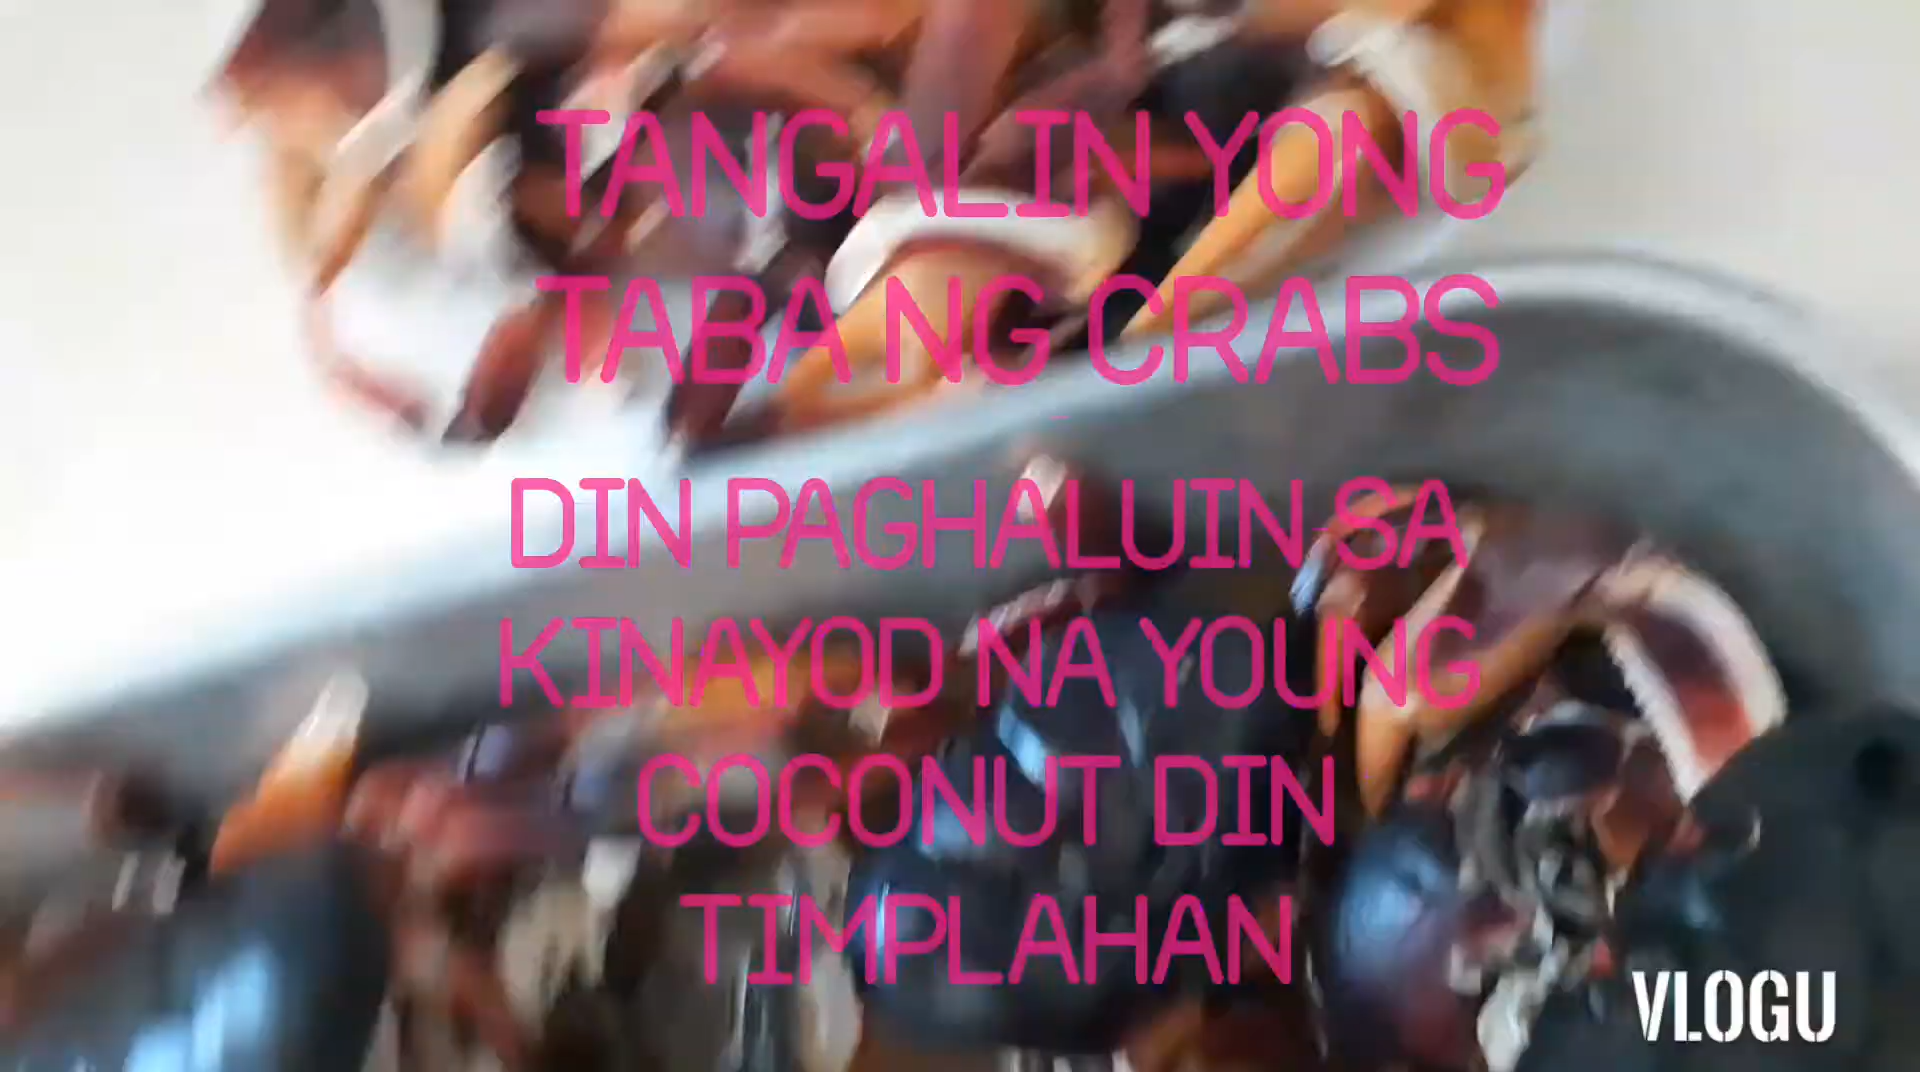 TANGALIN YONG
TABA NG CRABS
DIN PAGHALUIN SA
KINAYOD NA YOUNG
COCONUT DIN
TIMPLAHAN
VLOGU